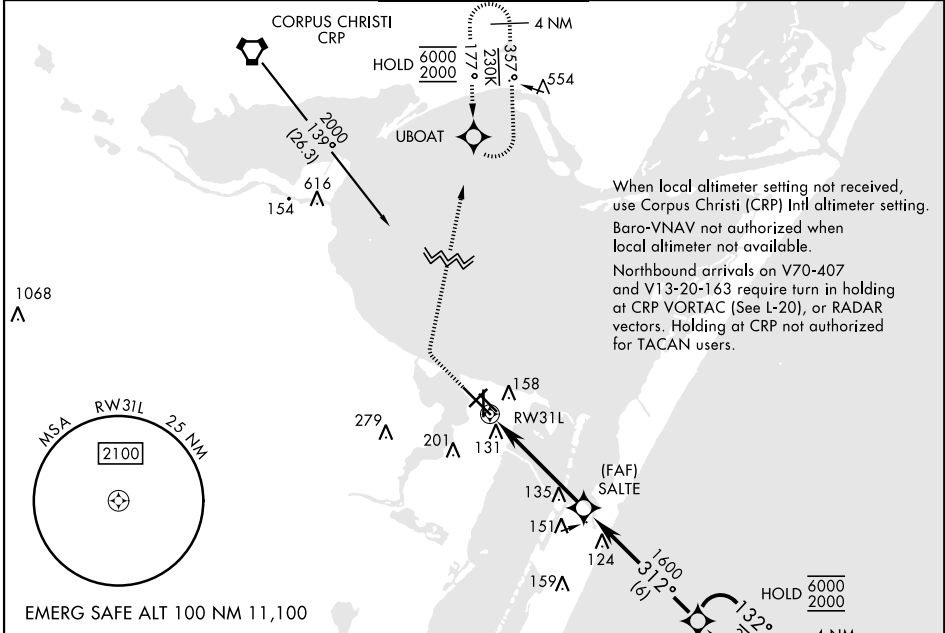 CORPUS CHRISTI
CRP
4 NM
HOLD 6000
2000
177°
230K
357°
554
UBOAT
2000
139°
(26.3)
616
154
When local altimeter setting not received,
use Corpus Christi (CRP) Intl altimeter setting.
Baro-VNAV not authorized when
local altimeter not available.
Northbound arrivals on V70-407
and V13-20-163 require turn in holding
at CRP VORTAC (See L-20), or RADAR
vectors. Holding at CRP not authorized
for TACAN users.
1068
158
RW31L
279
201
131
MSA RW31L 25 NM
2100
(FAF)
SALTE
135
151
124
159
1600
312°
(6)
HOLD 6000
2000
132°
4 NM
EMERG SAFE ALT 100 NM 11,100